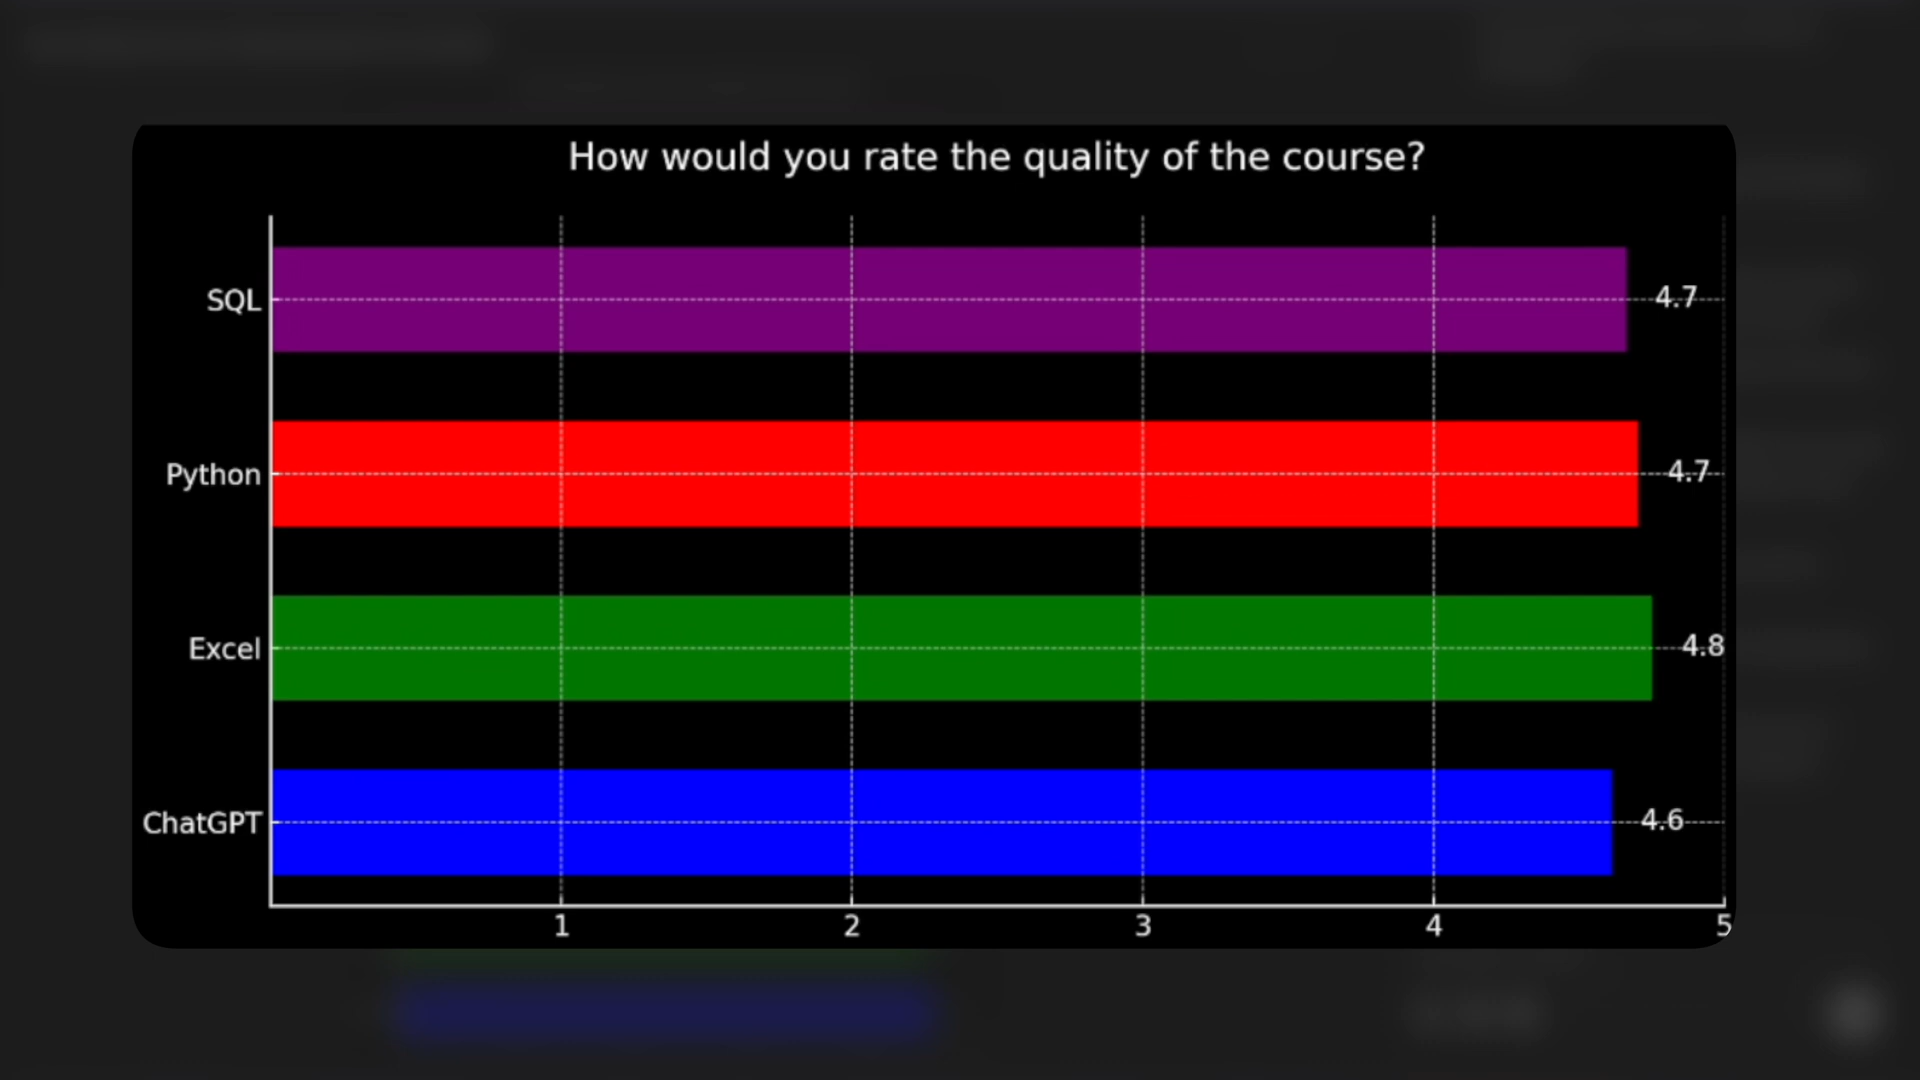 How would you rate the quality of the course?
SQL 4.7
Python 4.7
Excel 4.8
ChatGPT 4.6
1 2 3 4 5